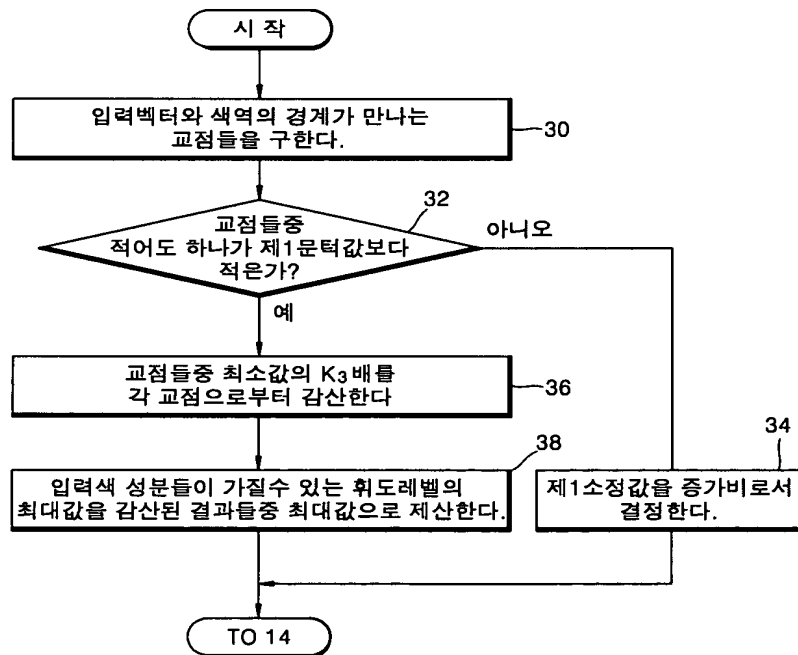 시 작
입력벡터와 색역의 경계가 만나는
교점들을 구한다.
30
32
교점들중
적어도 하나가 제1문턱값보다
적은가?
아니오
예
교점들중 최소값의 K₃배를
각 교점으로부터 감산한다
36
38
입력색 성분들이 가질수 있는 휘도레벨의
최대값을 감산된 결과들중 최대값으로 제산한다.
34
제1소정값을 증가비로서
결정한다.
TO 14